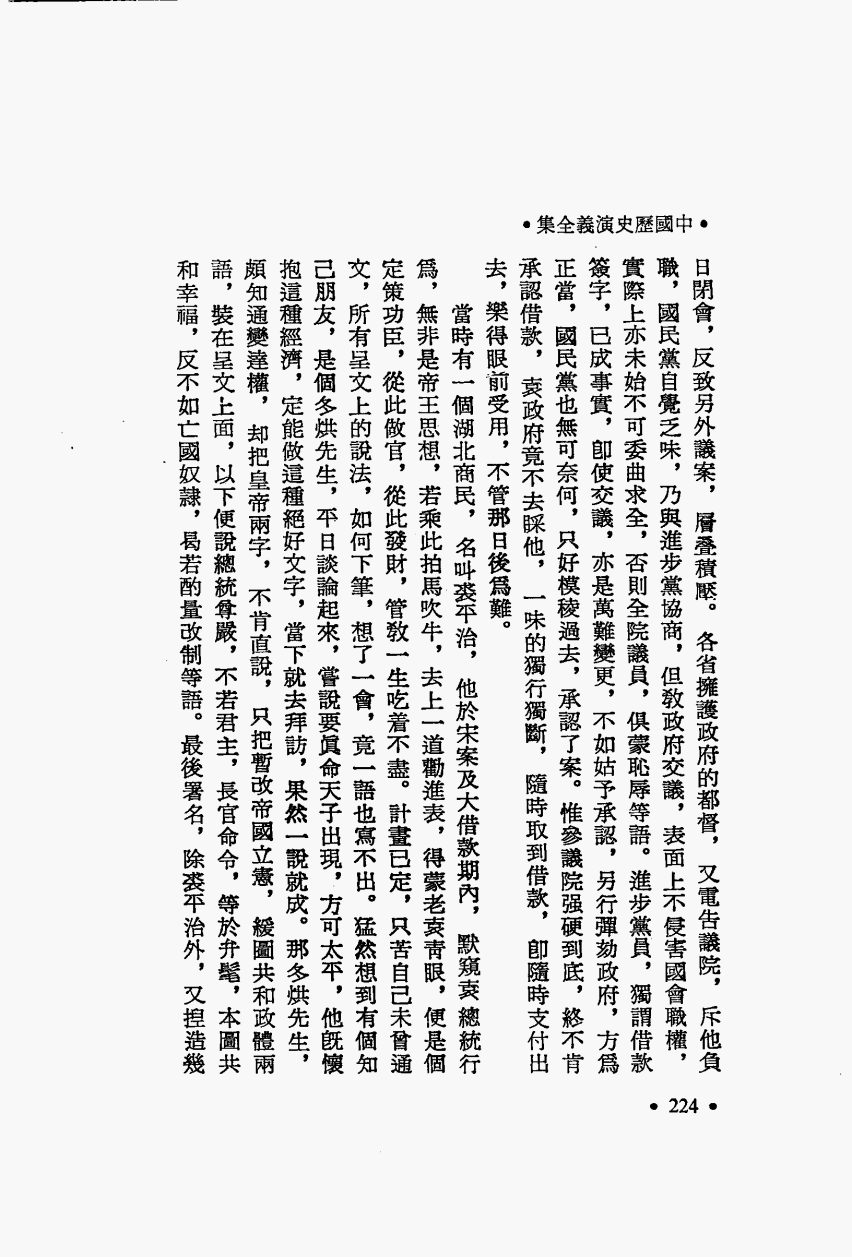 •中國歷史演義全集•
日閉會，反致另外議案，層疊積壓。各省擁護政府的都督，又電告議院，斥他負
職，國民黨自覺乏味，乃與進步黨協商，但教政府交議，表面上不侵害國會職權，
實際上亦未始不可委曲求全，否則全院議員，俱蒙恥辱等語。進步黨員，獨謂借款
簽字，已成事實，卽使交議，亦是萬難變更，不如姑予承認，另行彈劾政府，方爲
正當，國民黨也無可奈何，只好模稜過去，承認了案。惟參議院强硬到底，終不肯
承認借款，袁政府竟不去睬他，一味的獨行獨斷，隨時取到借款，卽隨時支付出
去，樂得眼前受用，不管那日後爲難。
當時有一個湖北商民，名叫裘平治，他於宋案及大借款期內，默窺袁總統行
爲，無非是帝王思想，若乘此拍馬吹牛，去上一道勸進表，得蒙老袁靑眼，便是個
定策功臣，從此做官，從此發財，管教一生吃着不盡。計畫已定，只苦自己未曾通
文，所有呈文上的說法，如何下筆，想了一會，竟一語也寫不出。猛然想到有個知
己朋友，是個冬烘先生，平日談論起來，嘗說要眞命天子出現，方可太平，他旣懷
抱這種經濟，定能做這種絕好文字，當下就去拜訪，果然一說就成。那冬烘先生，
頗知通變達權，却把皇帝兩字，不肯直說，只把暫改帝國立憲，緩圖共和政體兩
語，裝在呈文上面，以下便說總統尊嚴，不若君主，長官命令，等於弁髦，本圖共
和幸福，反不如亡國奴隸，曷若酌量改制等語。最後署名，除裘平治外，又捏造幾
• 224 •